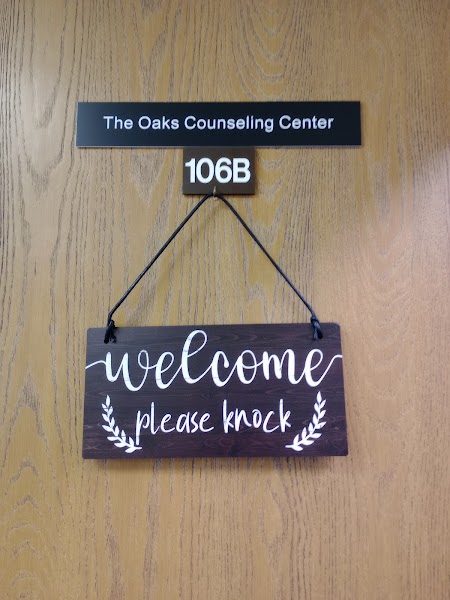 The Oaks Counseling Center
106B
welcome
please knock